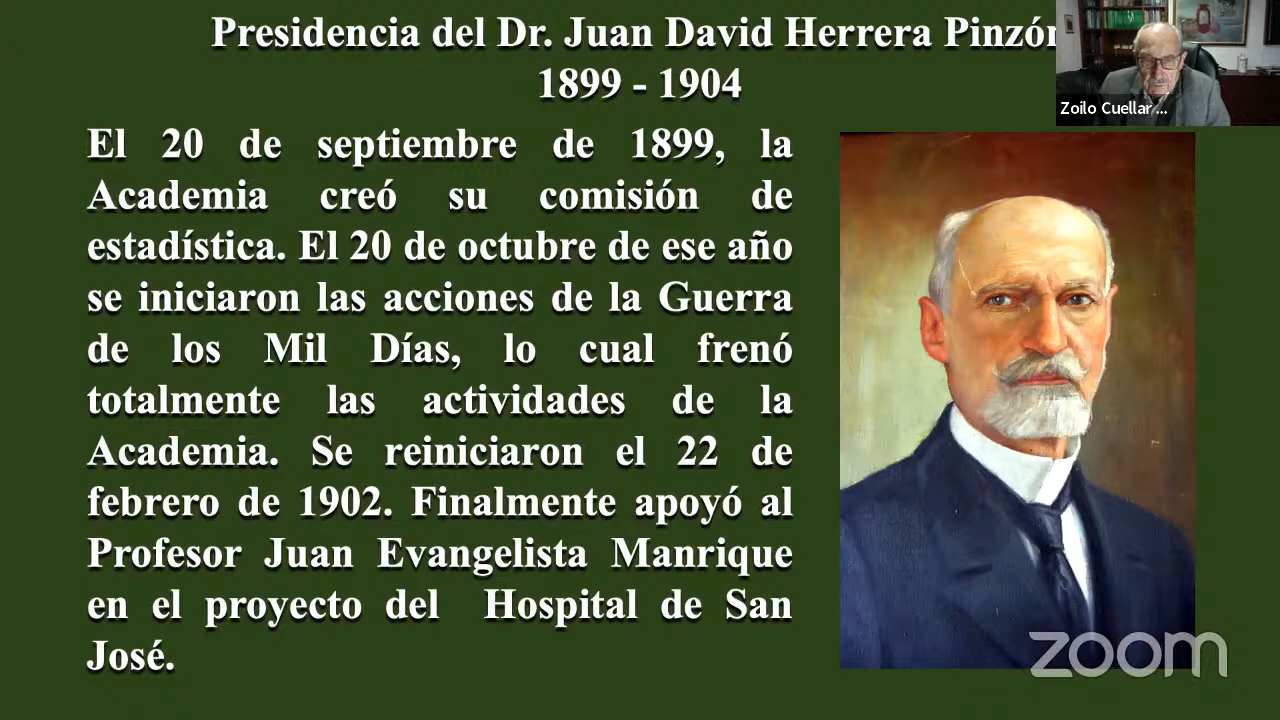 Presidencia del Dr. Juan David Herrera Pinzón
1899 - 1904
Zoilo Cuellar ...
El 20 de septiembre de 1899, la
Academia creó su comisión de
estadística. El 20 de octubre de ese año
se iniciaron las acciones de la Guerra
de los Mil Días, lo cual frenó
totalmente las actividades de la
Academia. Se reiniciaron el 22 de
febrero de 1902. Finalmente apoyó al
Profesor Juan Evangelista Manrique
en el proyecto del Hospital de San
José.
zoom